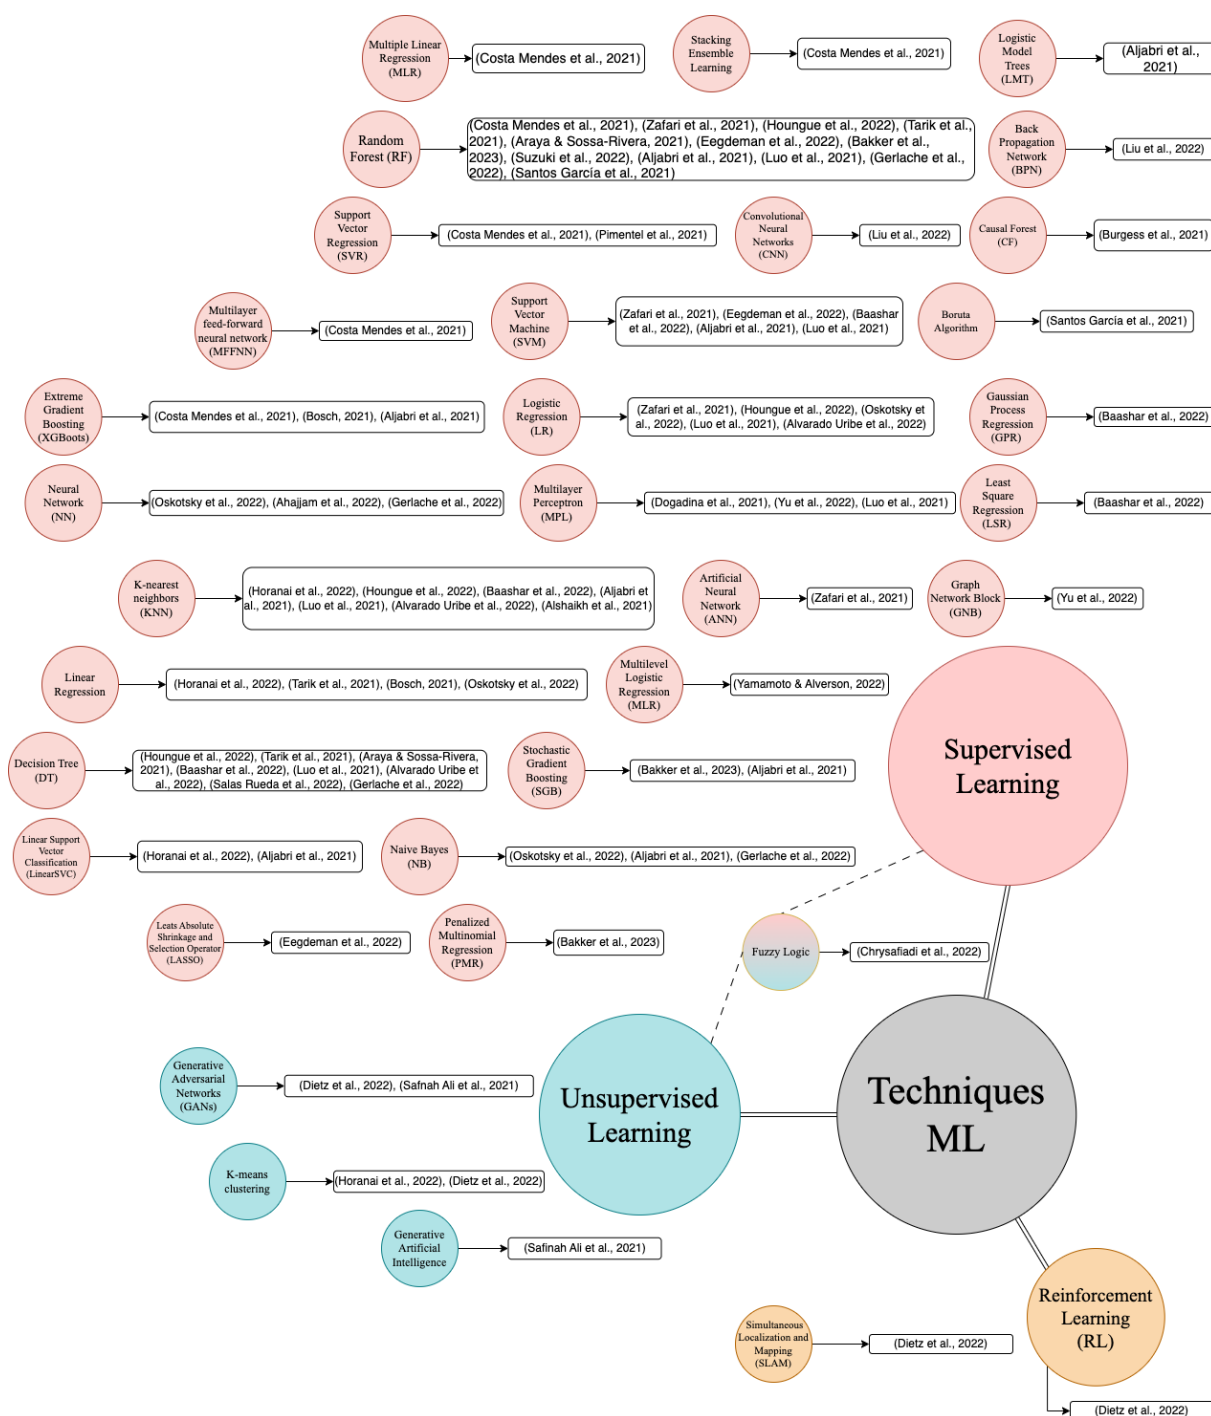 Multiple Linear
Regression
(MLR)
(Costa Mendes et al., 2021)
Stacking
Ensemble
Learning
(Costa Mendes et al., 2021)
Logistic
Model
Trees
(LMT)
(Aljabri et al.,
2021)
Random
Forest (RF)
(Costa Mendes et al., 2021), (Zafari et al., 2021), (Houngue et al., 2022), (Tarik et al.,
2021), (Araya & Sossa-Rivera, 2021), (Eegdeman et al., 2022), (Bakker et al.,
2023), (Suzuki et al., 2022), (Aljabri et al., 2021), (Luo et al., 2021), (Gerlache et al.,
2022), (Santos García et al., 2021)
Back
Propagation
Network
(BPN)
(Liu et al., 2022)
Support
Vector
Regression
(SVR)
(Costa Mendes et al., 2021), (Pimentel et al., 2021)
Convolutional
Neural
Networks
(CNN)
(Liu et al., 2022)
Causal Forest
(CF)
(Burgess et al., 2021)
Multilayer
feed-forward
neural network
(MFFNN)
(Costa Mendes et al., 2021)
Support
Vector
Machine
(SVM)
(Zafari et al., 2021), (Eegdeman et al., 2022), (Baashar
et al., 2022), (Aljabri et al., 2021), (Luo et al., 2021)
Boruta
Algorithm
(Santos García et al., 2021)
Extreme
Gradient
Boosting
(XGBoots)
(Costa Mendes et al., 2021), (Bosch, 2021), (Aljabri et al., 2021)
Logistic
Regression
(LR)
(Zafari et al., 2021), (Houngue et al., 2022), (Oskotsky et
al., 2022), (Luo et al., 2021), (Alvarado Uribe et al., 2022)
Gaussian
Process
Regression
(GPR)
(Baashar et al., 2022)
Neural
Network
(NN)
(Oskotsky et al., 2022), (Ahajjam et al., 2022), (Gerlache et al., 2022)
Multilayer
Perceptron
(MPL)
(Dogadina et al., 2021), (Yu et al., 2022), (Luo et al., 2021)
Least
Square
Regression
(LSR)
(Baashar et al., 2022)
K-nearest
neighbors
(KNN)
(Horanai et al., 2022), (Houngue et al., 2022), (Baashar et al., 2022), (Aljabri et
al., 2021), (Luo et al., 2021), (Alvarado Uribe et al., 2022), (Alshaikh et al., 2021)
Artificial
Neural
Network
(ANN)
(Zafari et al., 2021)
Graph
Network Block
(GNB)
(Yu et al., 2022)
Linear
Regression
(Horanai et al., 2022), (Tarik et al., 2021), (Bosch, 2021), (Oskotsky et al., 2022)
Multilevel
Logistic
Regression
(MLR)
(Yamamoto & Alverson, 2022)
Supervised
Learning
Decision Tree
(DT)
(Houngue et al., 2022), (Tarik et al., 2021), (Araya & Sossa-Rivera,
2021), (Baashar et al., 2022), (Luo et al., 2021), (Alvarado Uribe et
al., 2022), (Salas Rueda et al., 2022), (Gerlache et al., 2022)
Stochastic
Gradient
Boosting
(SGB)
(Bakker et al., 2023), (Aljabri et al., 2021)
Linear Support
Vector
Classification
(LinearSVC)
(Horanai et al., 2022), (Aljabri et al., 2021)
Naive Bayes
(NB)
(Oskotsky et al., 2022), (Aljabri et al., 2021), (Gerlache et al., 2022)
Leats Absolute
Shrinkage and
Selection Operator
(LASSO)
(Eegdeman et al., 2022)
Penalized
Multinomial
Regression
(PMR)
(Bakker et al., 2023)
Fuzzy Logic
(Chrysafiadi et al., 2022)
Generative
Adversarial
Networks
(GANs)
(Dietz et al., 2022), (Safnah Ali et al., 2021)
Unsupervised
Learning
Techniques
ML
K-means
clustering
(Horanai et al., 2022), (Dietz et al., 2022)
Generative
Artificial
Intelligence
(Safinah Ali et al., 2021)
Reinforcement
Learning
(RL)
Simultaneous
Localization and
Mapping
(SLAM)
(Dietz et al., 2022)
(Dietz et al., 2022)